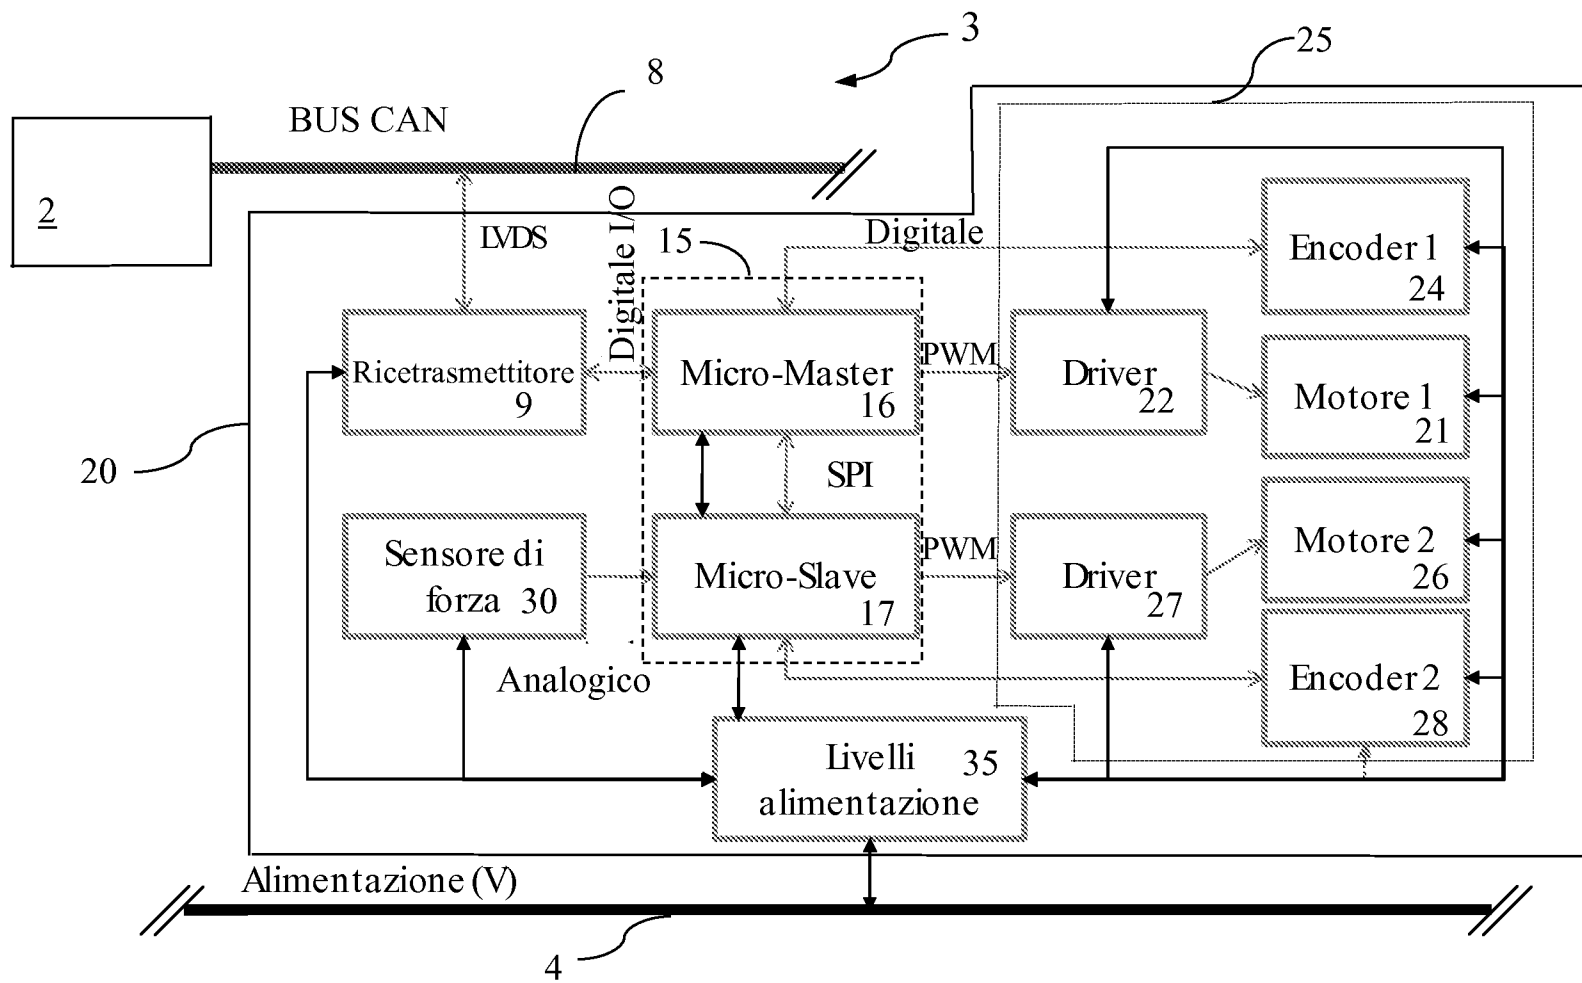 3
25
8
BUS CAN
2
LVDS
Digitale I/O
15
Digitale
Encoder 1
24
Ricetrasmettitore
9
Micro-Master
16
PWM
Driver
22
Motore 1
21
20
SPI
Sensore di
forza 30
Micro-Slave
17
PWM
Driver
27
Motore 2
26
Analogico
Encoder 2
28
Livelli 35
alimentazione
Alimentazione (V)
4